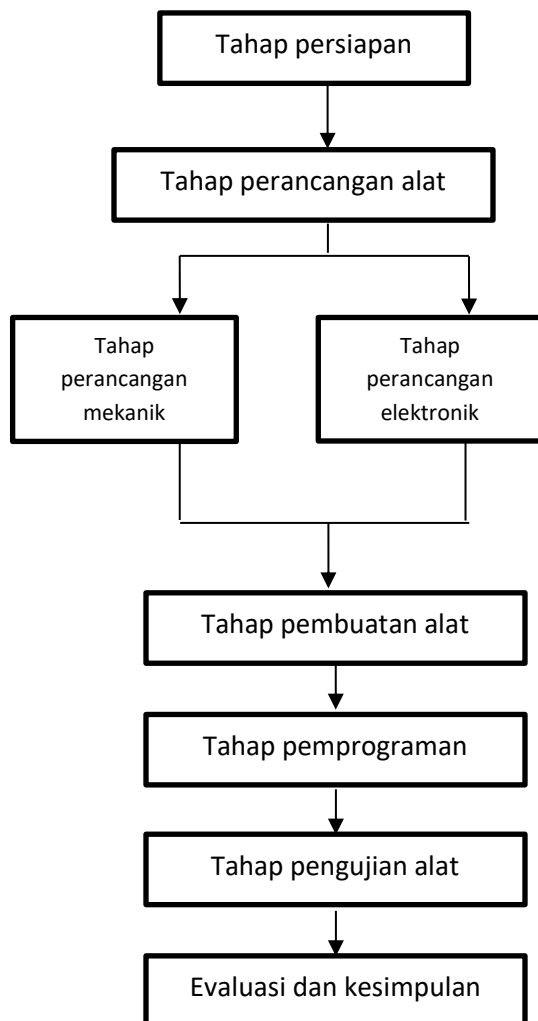 Tahap persiapan
Tahap perancangan alat
Tahap
perancangan
mekanik
Tahap
perancangan
elektronik
Tahap pembuatan alat
Tahap pemprograman
Tahap pengujian alat
Evaluasi dan kesimpulan